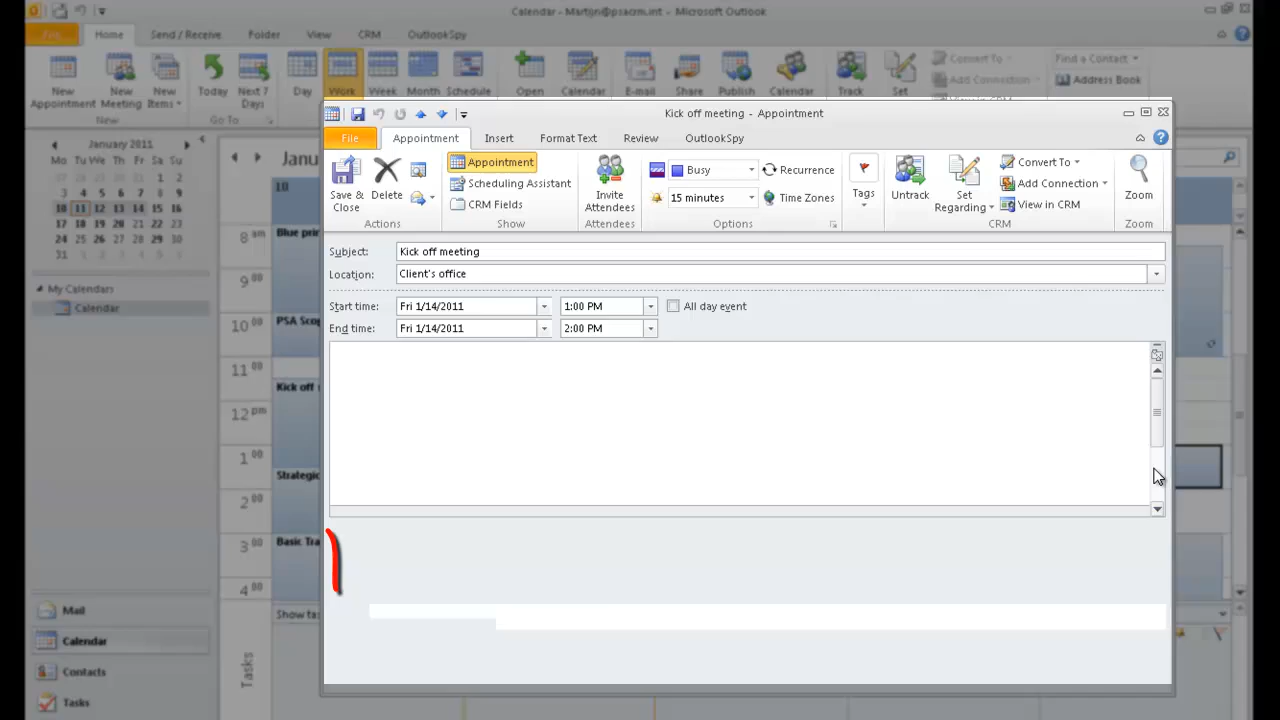 Calendar - Martijn@psacrm.int - Microsoft Outlook
File Home Send / Receive Folder View CRM OutlookSpy
New Appointment New Meeting New Items Today Next 7 Days Day Work Week Month Schedule Open Calendar E-mail Share Publish Calendar Track Set Convert To Find a Contact
Add Connection Address Book
View in CRM
New Go To
January 2011
Mo Tu We Th Fr Sa Su
27 28 29 30 31 1 2
3 4 5 6 7 8 9
10 11 12 13 14 15 16
17 18 19 20 21 22 23
24 25 26 27 28 29 30
31 1 2 3 4 5 6
My Calendars
Calendar
Mail
Calendar
Contacts
Tasks
10
8 am Blue prin
9 00
10 00 PSA Scop
11 00
Kick off
12 pm
1 00
Strategic
2 00
3 00 Basic Tra
4 00
Show tas
Tasks
Kick off meeting - Appointment
File Appointment Insert Format Text Review OutlookSpy
Save & Close Delete
Actions
Appointment
Scheduling Assistant
CRM Fields
Show
Invite Attendees
Attendees
Busy Recurrence
15 minutes Time Zones
Options
Tags
Untrack Set Regarding
Convert To
Add Connection
View in CRM
CRM
Zoom
Zoom
Subject: Kick off meeting
Location: Client's office
Start time: Fri 1/14/2011 1:00 PM All day event
End time: Fri 1/14/2011 2:00 PM